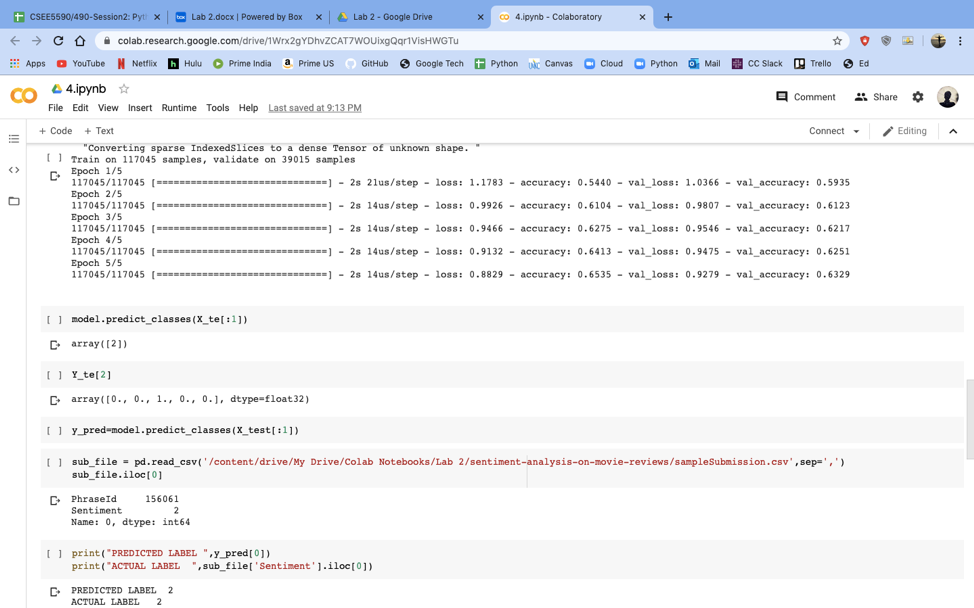 CSEE5590/490-Session2: Pyt
Lab 2.docx | Powered by Box
Lab 2 - Google Drive
4.ipynb - Colaboratory
colab.research.google.com/drive/1Wrx2gYDhvZCAT7WOUixgQqr1VisHWGTu
Apps YouTube Netflix Hulu Prime India Prime US GitHub Google Tech Python Canvas Cloud Python Mail CC Slack Trello Ed
4.ipynb
Comment Share
File Edit View Insert Runtime Tools Help Last saved at 9:13 PM
+ Code + Text Connect Editing
"Converting sparse IndexedSlices to a dense Tensor of unknown shape. "
[ ] Train on 117045 samples, validate on 39015 samples
Epoch 1/5
117045/117045 [==============================] - 2s 21us/step - loss: 1.1783 - accuracy: 0.5440 - val_loss: 1.0366 - val_accuracy: 0.5935
Epoch 2/5
117045/117045 [==============================] - 2s 14us/step - loss: 0.9926 - accuracy: 0.6104 - val_loss: 0.9807 - val_accuracy: 0.6123
Epoch 3/5
117045/117045 [==============================] - 2s 14us/step - loss: 0.9466 - accuracy: 0.6275 - val_loss: 0.9546 - val_accuracy: 0.6217
Epoch 4/5
117045/117045 [==============================] - 2s 14us/step - loss: 0.9132 - accuracy: 0.6413 - val_loss: 0.9475 - val_accuracy: 0.6251
Epoch 5/5
117045/117045 [==============================] - 2s 14us/step - loss: 0.8829 - accuracy: 0.6535 - val_loss: 0.9279 - val_accuracy: 0.6329
[ ] model.predict_classes(X_te[:1])
array([2])
[ ] Y_te[2]
array([0., 0., 1., 0., 0.], dtype=float32)
[ ] y_pred=model.predict_classes(X_test[:1])
[ ] sub_file = pd.read_csv('/content/drive/My Drive/Colab Notebooks/Lab 2/sentiment-analysis-on-movie-reviews/sampleSubmission.csv',sep=',')
sub_file.iloc[0]
PhraseId 156061
Sentiment 2
Name: 0, dtype: int64
[ ] print("PREDICTED LABEL ",y_pred[0])
print("ACTUAL LABEL  ",sub_file['Sentiment'].iloc[0])
PREDICTED LABEL 2
ACTUAL LABEL 2